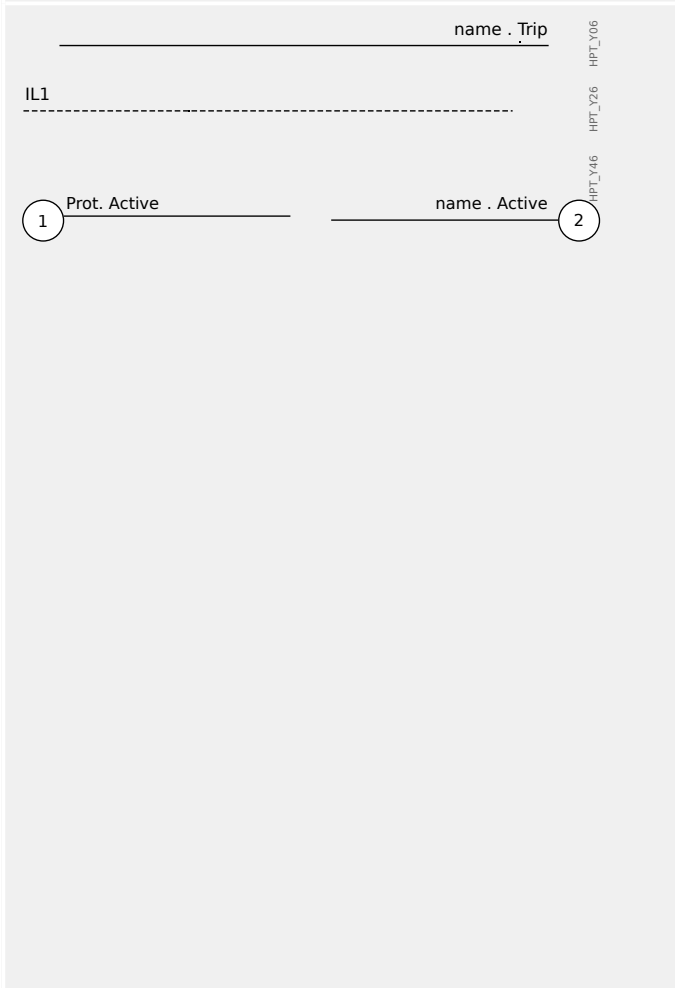 name . Trip
HPT_Y06
IL1
HPT_Y26
HPT_Y46
Prot. Active
name . Active
1
2